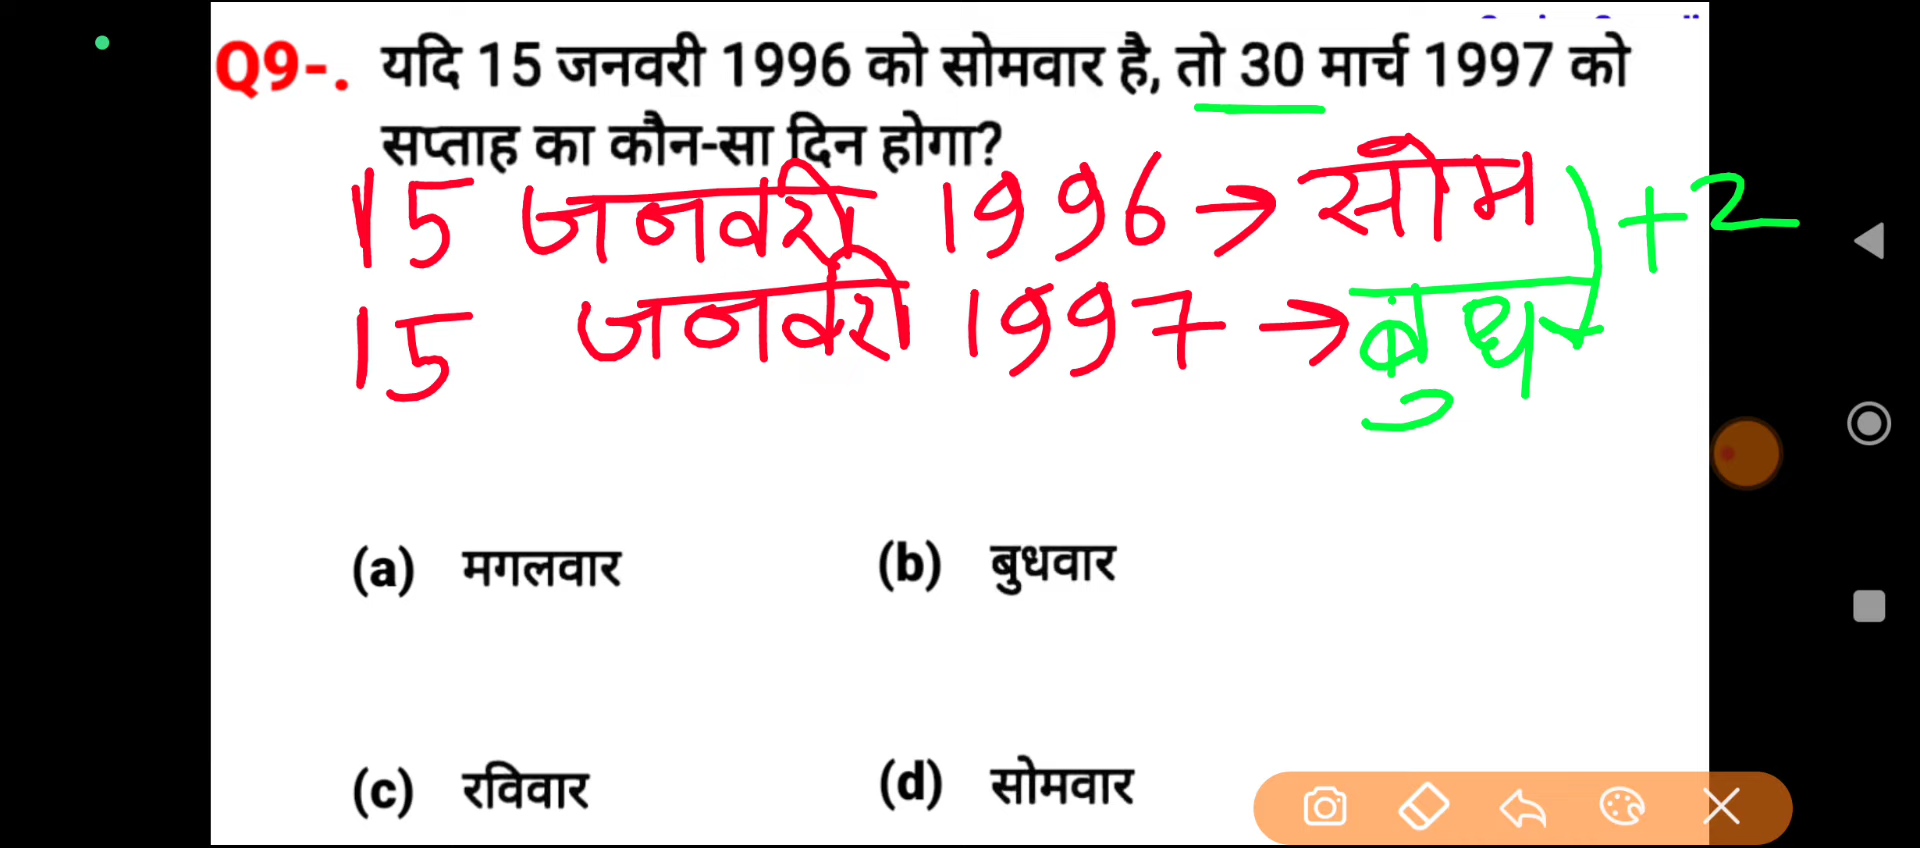 Q9-. यदि 15 जनवरी 1996 को सोमवार है, तो 30 मार्च 1997 को
सप्ताह का कौन-सा दिन होगा?
15 जनवरी 1996 → सोम +2
15 जनवरी 1997 → बुध
(a) मगलवार (b) बुधवार
(c) रविवार (d) सोमवार